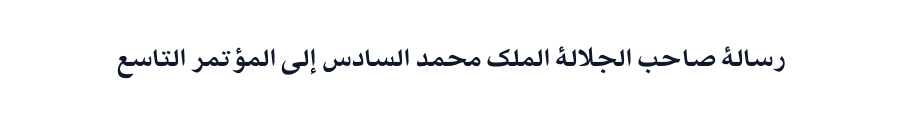 رسالة صاحب الجلالة الملك محمد السادس إلى المؤتمر التاسع